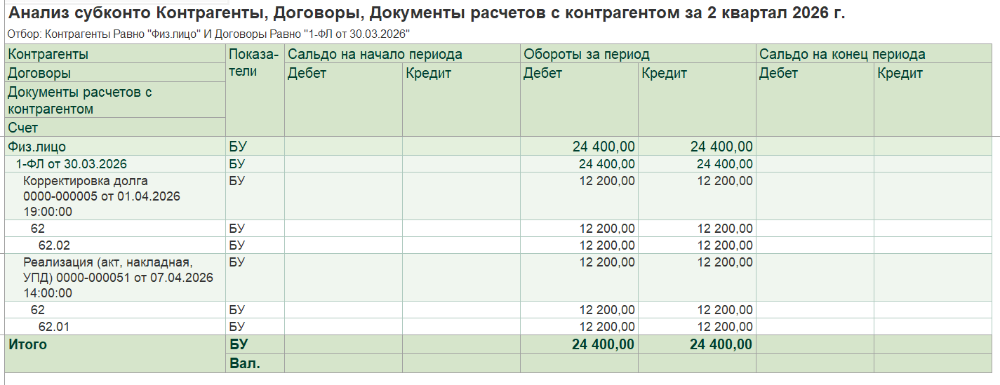 Анализ субконто Контрагенты, Договоры, Документы расчетов с контрагентом за 2 квартал 2026 г.
Отбор: Контрагенты Равно "Физ.лицо" И Договоры Равно "1-ФЛ от 30.03.2026"
Контрагенты Показа- Сальдо на начало периода Обороты за период Сальдо на конец периода
Договоры тели Дебет Кредит Дебет Кредит Дебет Кредит
Документы расчетов с
контрагентом
Счет
Физ.лицо БУ 24 400,00 24 400,00
1-ФЛ от 30.03.2026 БУ 24 400,00 24 400,00
Корректировка долга БУ 12 200,00 12 200,00
0000-000005 от 01.04.2026
19:00:00
62 БУ 12 200,00 12 200,00
62.02 БУ 12 200,00 12 200,00
Реализация (акт, накладная, БУ 12 200,00 12 200,00
УПД) 0000-000051 от 07.04.2026
14:00:00
62 БУ 12 200,00 12 200,00
62.01 БУ 12 200,00 12 200,00
Итого БУ 24 400,00 24 400,00
Вал.